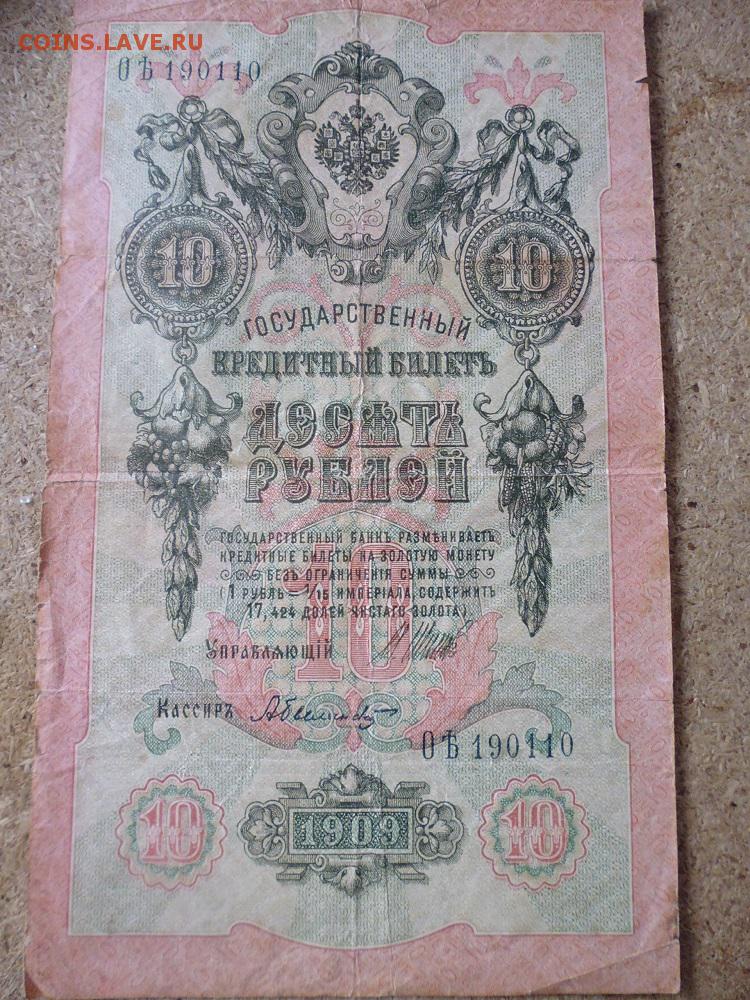 COINS.LAVE.RU
ОѢ 190110
10 10
ГОСУДАРСТВЕННЫЙ
КРЕДИТНЫЙ БИЛЕТЪ
ДЕСЯТЬ
РУБЛЕЙ
ГОСУДАРСТВЕННЫЙ БАНКЪ РАЗМѢНИВАЕТЪ
КРЕДИТНЫЕ БИЛЕТЫ НА ЗОЛОТУЮ МОНЕТУ
БЕЗЪ ОГРАНИЧЕНІЯ СУММЫ
(1 РУБЛЬ = 1/15 ИМПЕРІАЛА, СОДЕРЖИТЪ
17,424 ДОЛЕЙ ЧИСТАГО ЗОЛОТА)
10
УПРАВЛЯЮЩІЙ
КАССИРЪ
ОѢ 190110
10 1909 10